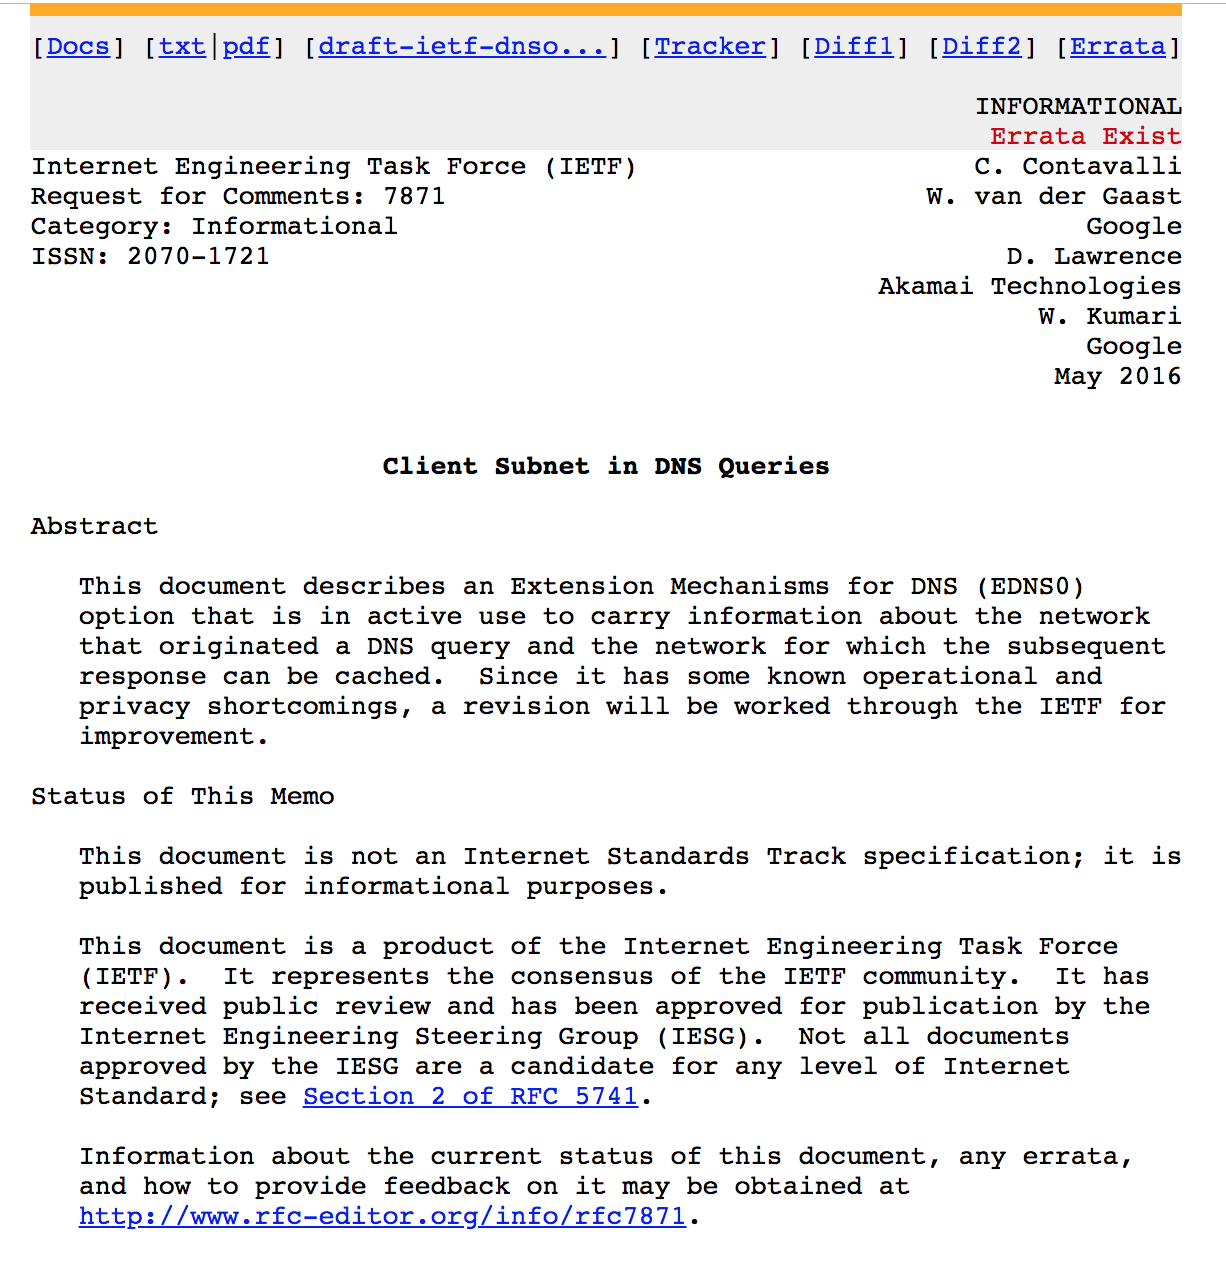 [Docs] [txt|pdf] [draft-ietf-dnso...] [Tracker] [Diff1] [Diff2] [Errata]
INFORMATIONAL
Errata Exist
Internet Engineering Task Force (IETF) C. Contavalli
Request for Comments: 7871 W. van der Gaast
Category: Informational Google
ISSN: 2070-1721 D. Lawrence
Akamai Technologies
W. Kumari
Google
May 2016
Client Subnet in DNS Queries
Abstract
This document describes an Extension Mechanisms for DNS (EDNS0)
option that is in active use to carry information about the network
that originated a DNS query and the network for which the subsequent
response can be cached.  Since it has some known operational and
privacy shortcomings, a revision will be worked through the IETF for
improvement.
Status of This Memo
This document is not an Internet Standards Track specification; it is
published for informational purposes.
This document is a product of the Internet Engineering Task Force
(IETF).  It represents the consensus of the IETF community.  It has
received public review and has been approved for publication by the
Internet Engineering Steering Group (IESG).  Not all documents
approved by the IESG are a candidate for any level of Internet
Standard; see Section 2 of RFC 5741.
Information about the current status of this document, any errata,
and how to provide feedback on it may be obtained at
http://www.rfc-editor.org/info/rfc7871.